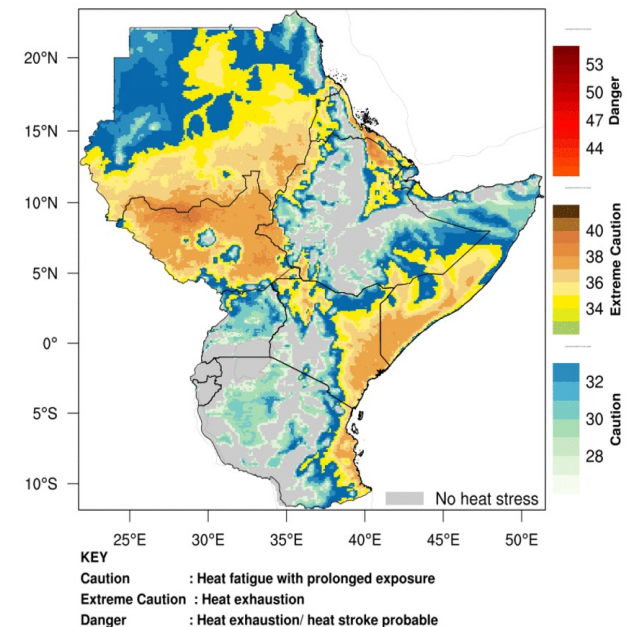 20°N
15°N
10°N
5°N
0°
5°S
10°S
25°E 30°E 35°E 40°E 45°E 50°E
No heat stress
53
50
47
44
Danger
40
38
36
34
Extreme Caution
32
30
28
Caution
KEY
Caution : Heat fatigue with prolonged exposure
Extreme Caution : Heat exhaustion
Danger : Heat exhaustion/ heat stroke probable